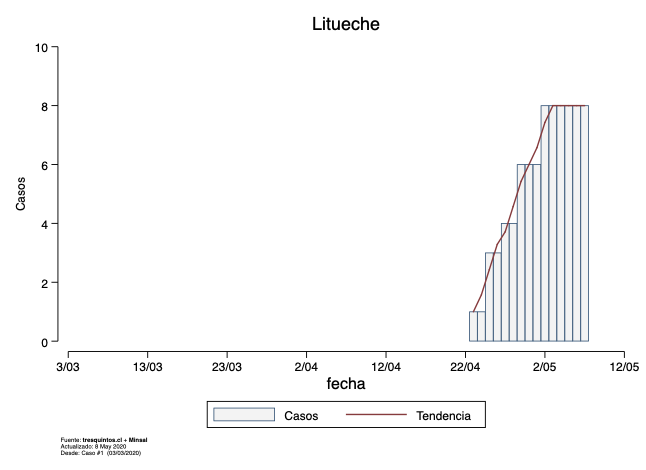 Litueche
10
8
6
4
2
0
Casos
3/03 13/03 23/03 2/04 12/04 22/04 2/05 12/05
fecha
Casos Tendencia
Fuente: tresquintos.cl + Minsal
Actualizado: 8 May 2020
Desde: Caso #1 (03/03/2020)